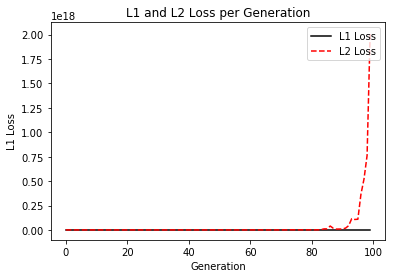 L1 and L2 Loss per Generation
1e18
L1 Loss
L2 Loss
2.00
1.75
1.50
1.25
1.00
0.75
0.50
0.25
0.00
L1 Loss
0 20 40 60 80 100
Generation